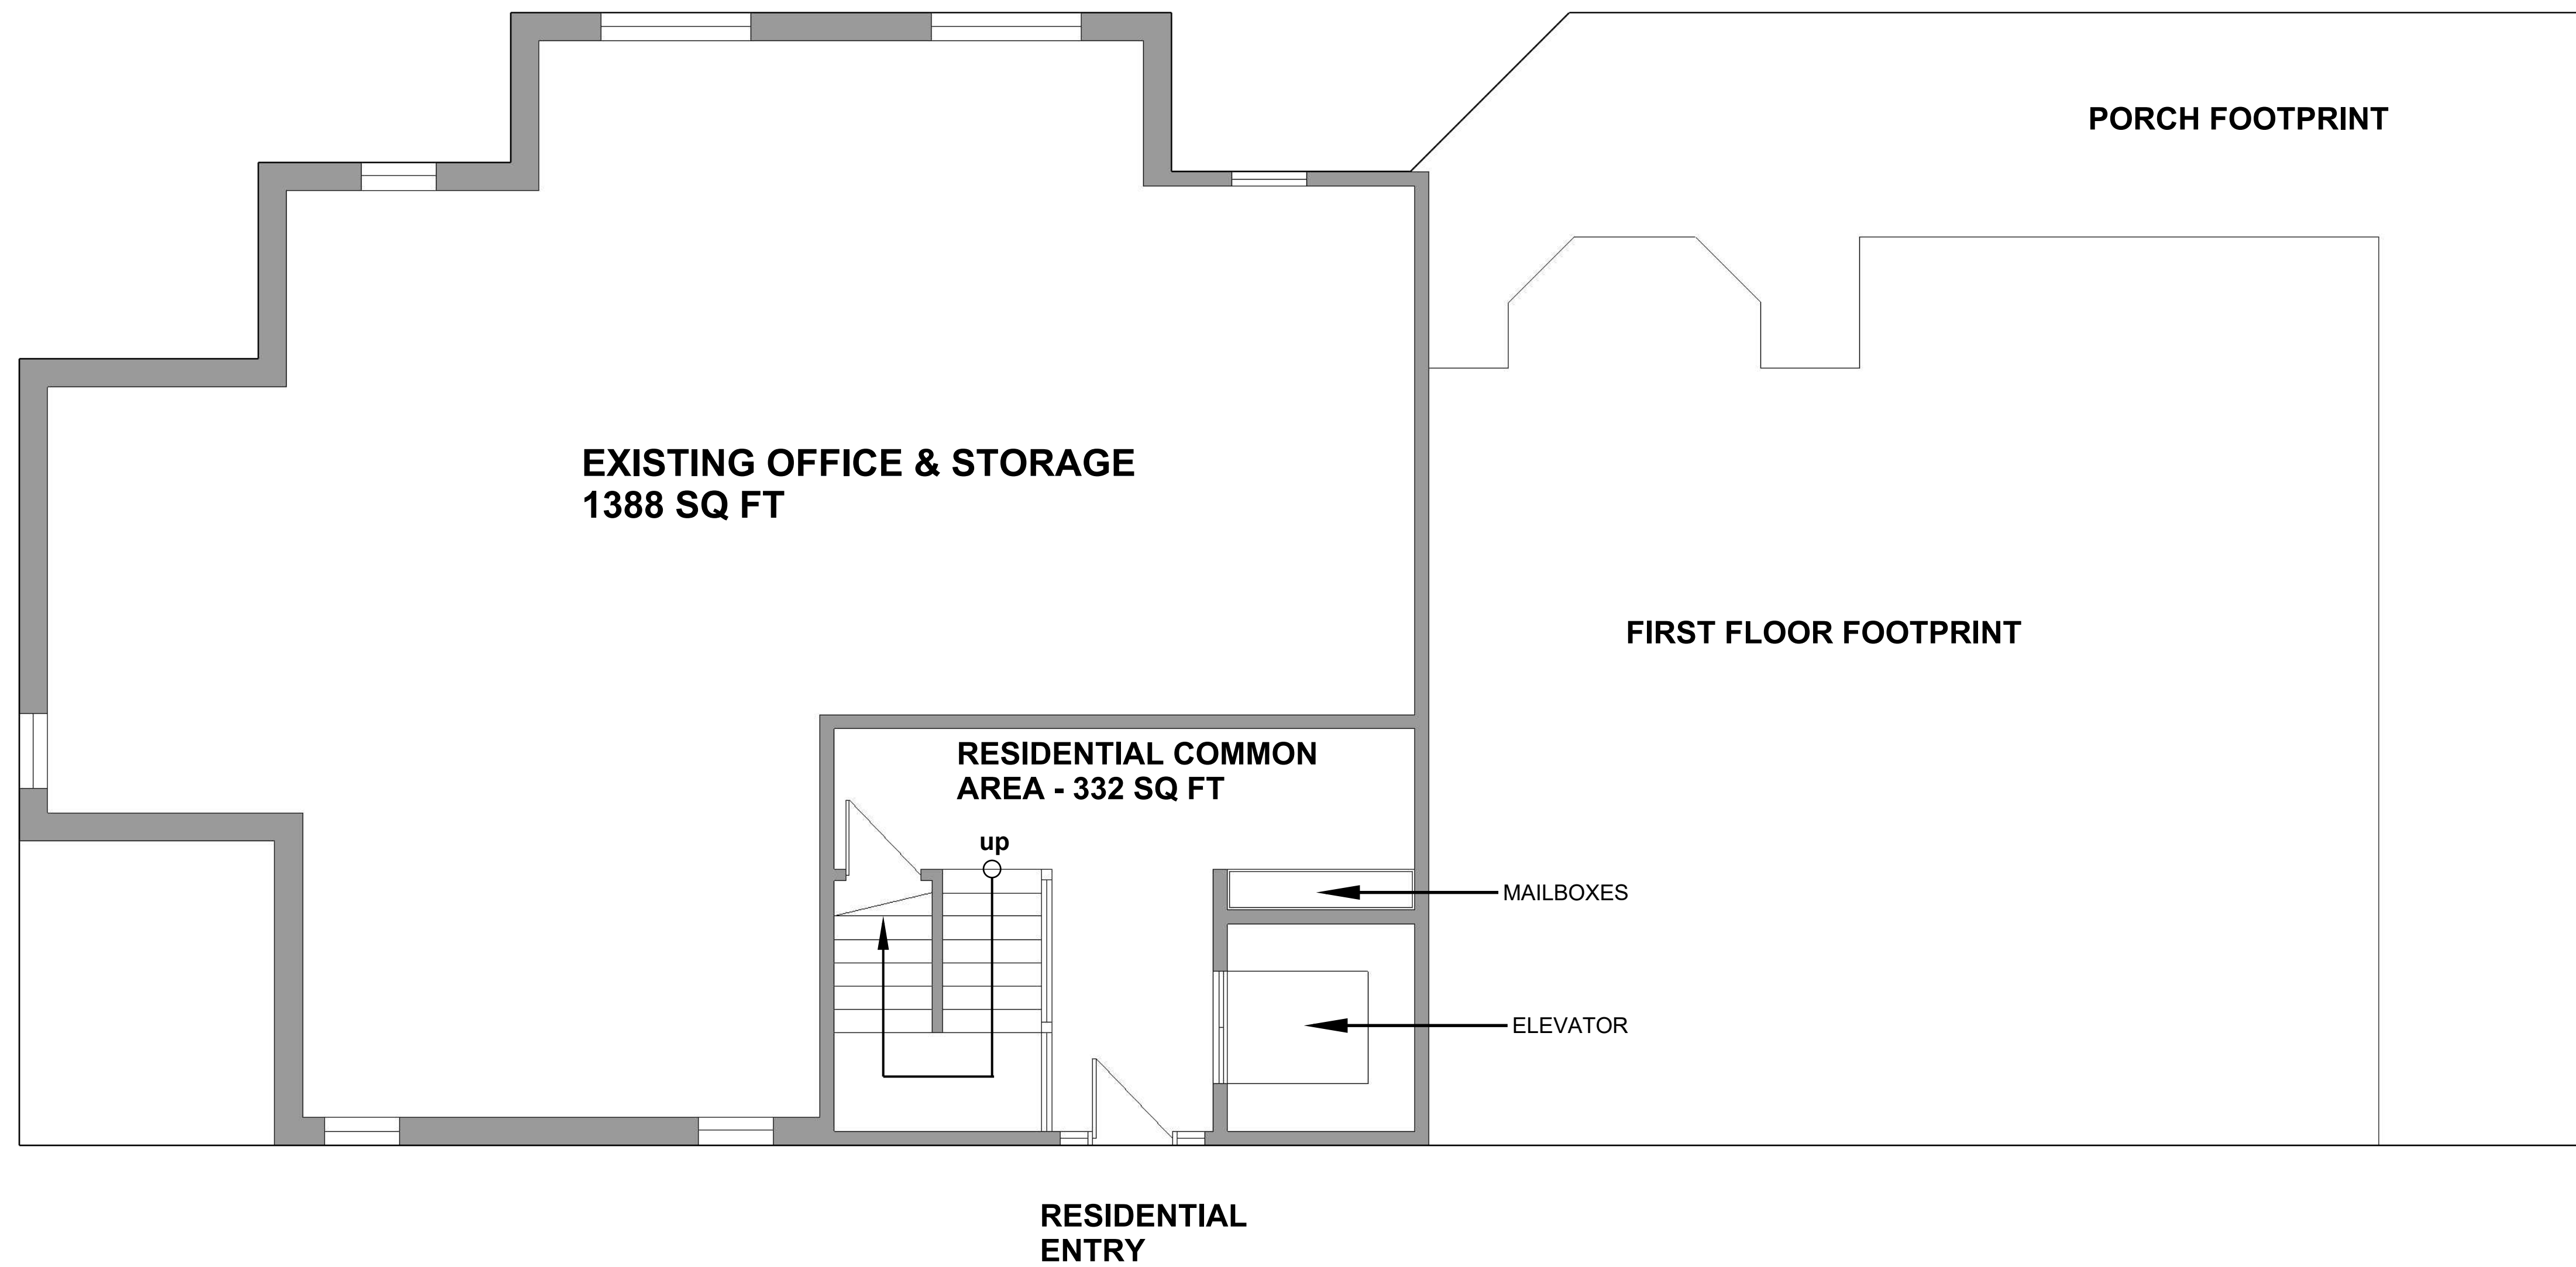 PORCH FOOTPRINT
EXISTING OFFICE & STORAGE
1388 SQ FT
FIRST FLOOR FOOTPRINT
RESIDENTIAL COMMON
AREA - 332 SQ FT
up
MAILBOXES
ELEVATOR
RESIDENTIAL
ENTRY